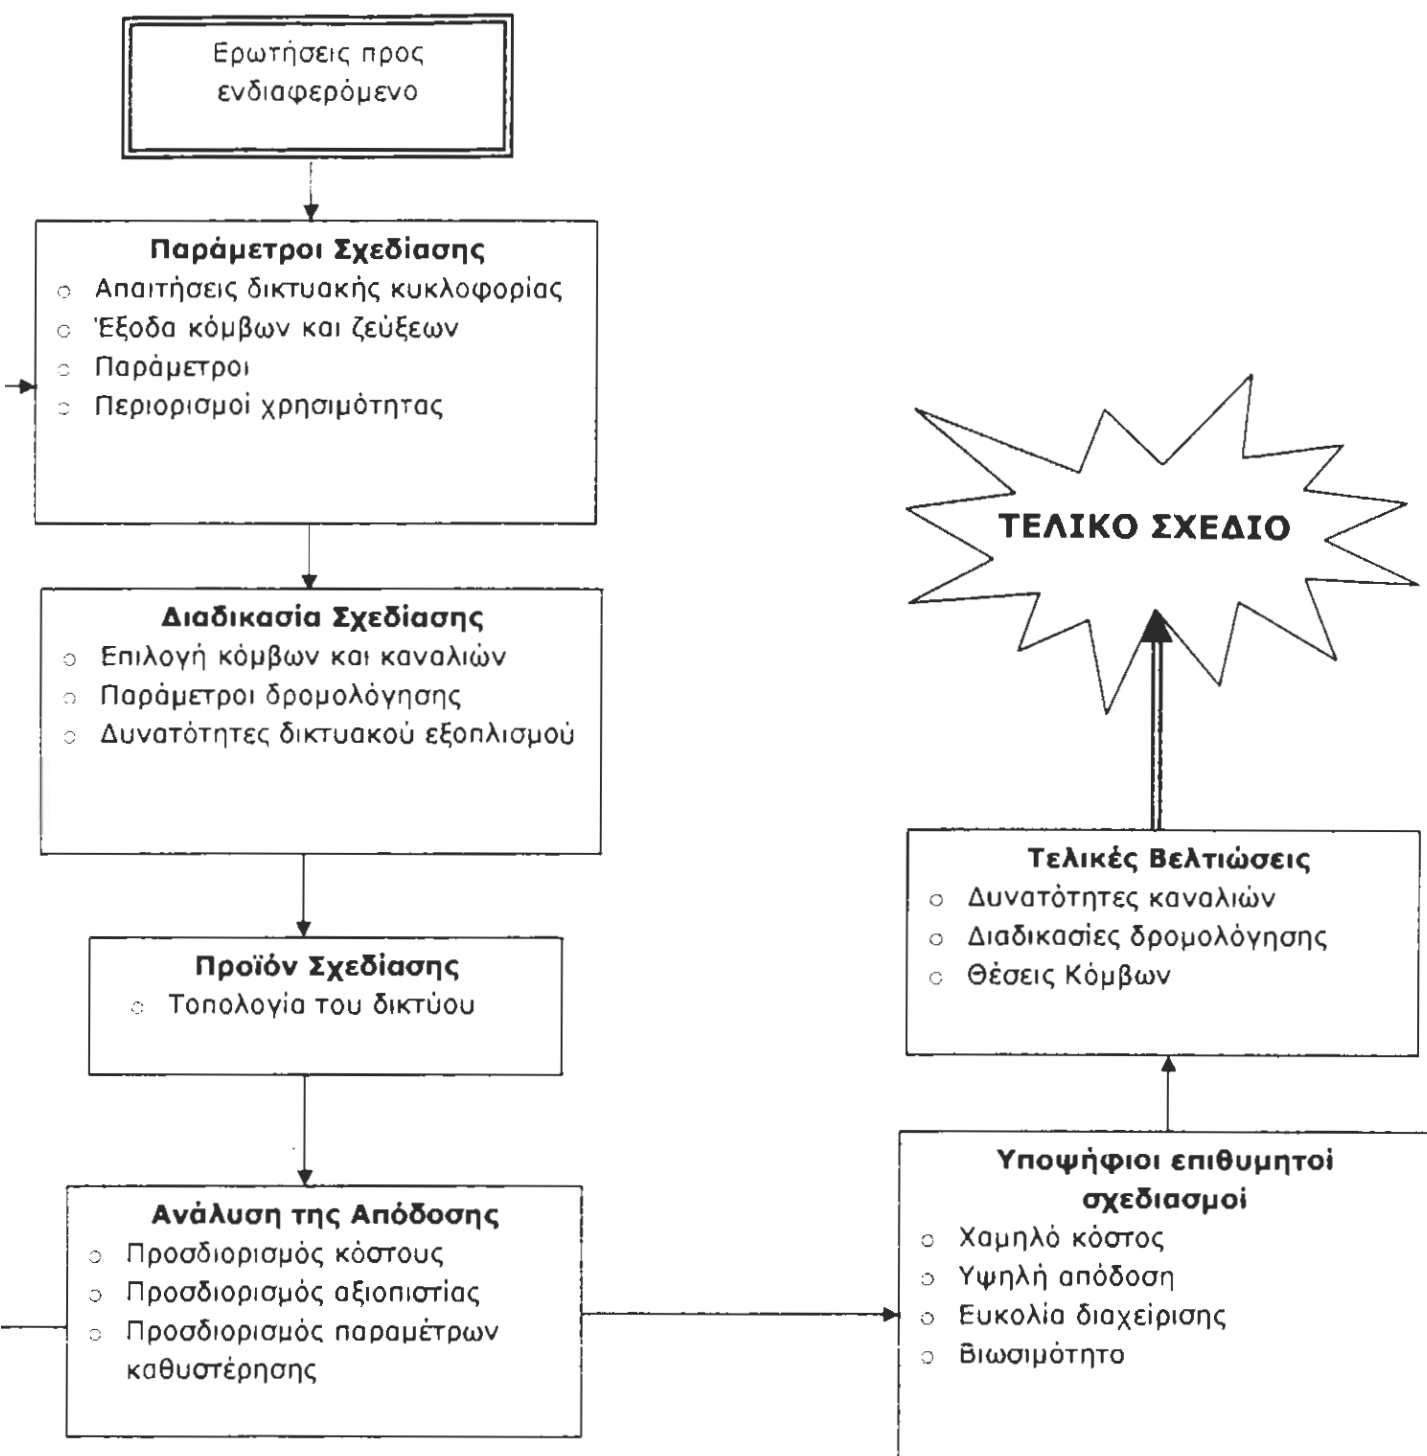 Ερωτήσεις προς
ενδιαφερόμενο
Παράμετροι Σχεδίασης
○ Απαιτήσεις δικτυακής κυκλοφορίας
○ Έξοδα κόμβων και ζεύξεων
○ Παράμετροι
○ Περιορισμοί χρησιμότητας
Διαδικασία Σχεδίασης
○ Επιλογή κόμβων και καναλιών
○ Παράμετροι δρομολόγησης
○ Δυνατότητες δικτυακού εξοπλισμού
Προϊόν Σχεδίασης
○ Τοπολογία του δικτύου
Ανάλυση της Απόδοσης
○ Προσδιορισμός κόστους
○ Προσδιορισμός αξιοπιστίας
○ Προσδιορισμός παραμέτρων
καθυστέρησης
Υποψήφιοι επιθυμητοί
σχεδιασμοί
○ Χαμηλό κόστος
○ Υψηλή απόδοση
○ Ευκολία διαχείρισης
○ Βιωσιμότητο
Τελικές Βελτιώσεις
○ Δυνατότητες καναλιών
○ Διαδικασίες δρομολόγησης
○ Θέσεις Κόμβων
ΤΕΛΙΚΟ ΣΧΕΔΙΟ